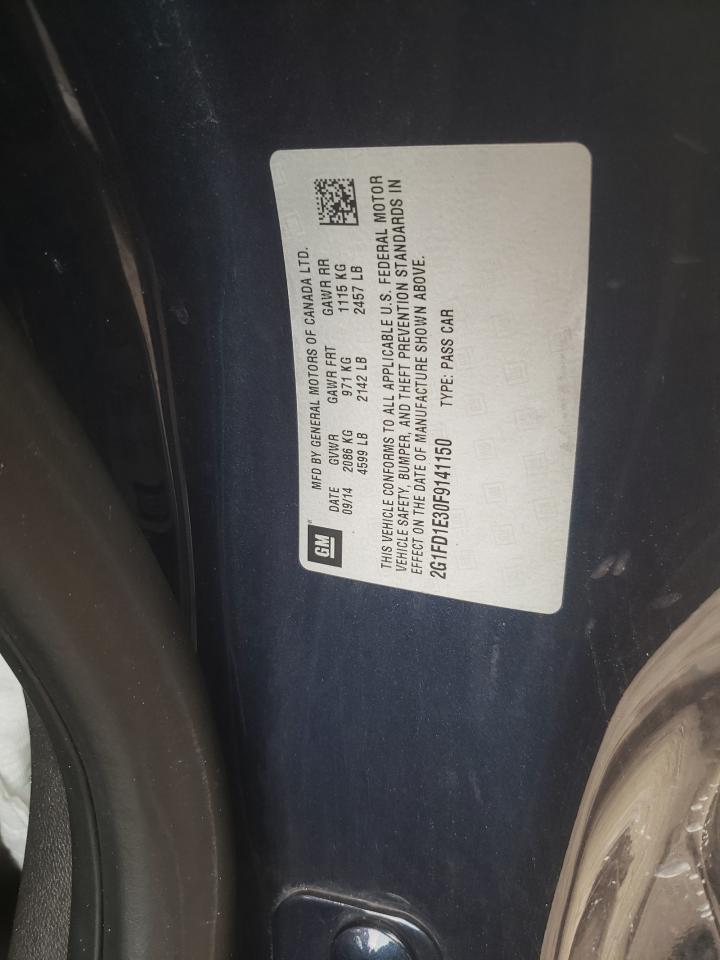 GM
MFD BY GENERAL MOTORS OF CANADA LTD.
DATE GVWR GAWR FRT GAWR RR
09/14 2086 KG 971 KG 1115 KG
4599 LB 2142 LB 2457 LB
THIS VEHICLE CONFORMS TO ALL APPLICABLE U.S. FEDERAL MOTOR
VEHICLE SAFETY, BUMPER, AND THEFT PREVENTION STANDARDS IN
EFFECT ON THE DATE OF MANUFACTURE SHOWN ABOVE.
2G1FD1E30F9141150 TYPE: PASS CAR